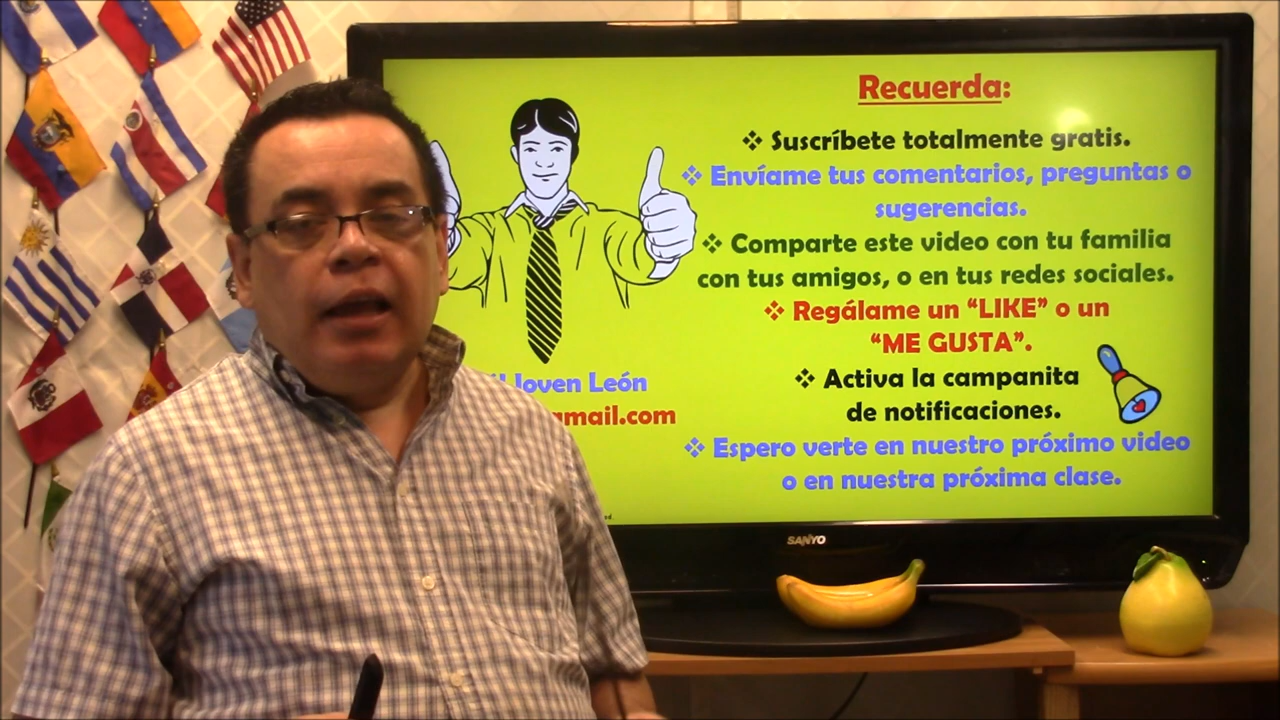 Recuerda:
❖ Suscríbete totalmente gratis.
❖ Envíame tus comentarios, preguntas o
sugerencias.
❖ Comparte este video con tu familia
con tus amigos, o en tus redes sociales.
❖ Regálame un “LIKE” o un
“ME GUSTA”.
❖ Activa la campanita
de notificaciones.
❖ Espero verte en nuestro próximo video
o en nuestra próxima clase.
Joven León
gmail.com
SANYO